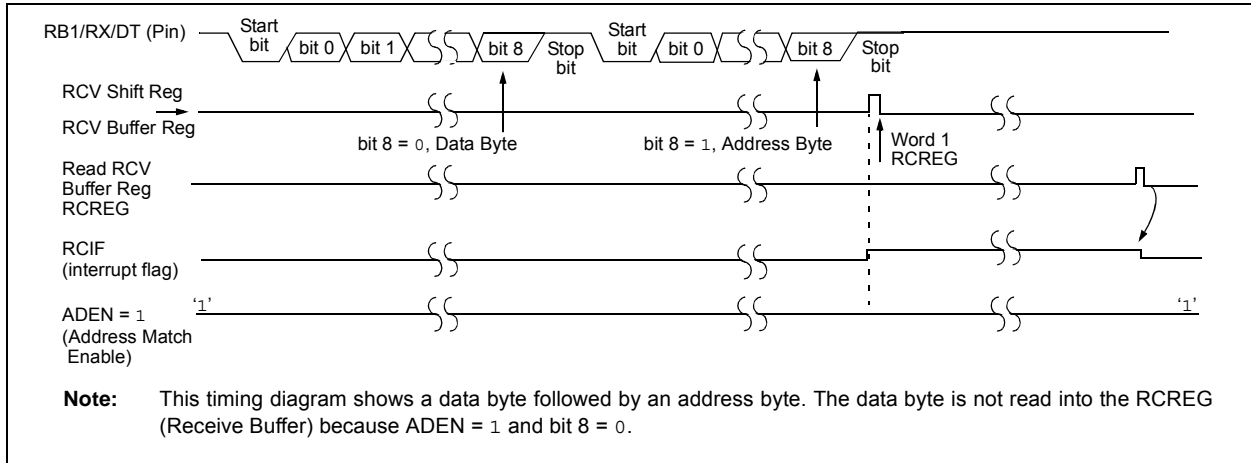 RB1/RX/DT (Pin)
Start
bit
bit 0
bit 1
bit 8
Stop
bit
Start
bit
bit 0
bit 8
Stop
bit
RCV Shift Reg
RCV Buffer Reg
bit 8 = 0, Data Byte
bit 8 = 1, Address Byte
Word 1
RCREG
Read RCV
Buffer Reg
RCREG
RCIF
(interrupt flag)
ADEN = 1
(Address Match
Enable)
‘1’
‘1’
Note: This timing diagram shows a data byte followed by an address byte. The data byte is not read into the RCREG
(Receive Buffer) because ADEN = 1 and bit 8 = 0.